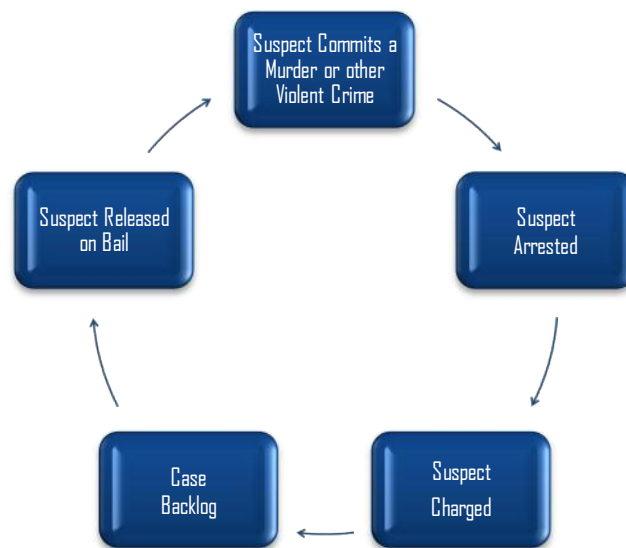 Suspect Commits a
Murder or other
Violent Crime
Suspect
Arrested
Suspect
Charged
Case
Backlog
Suspect Released
on Bail